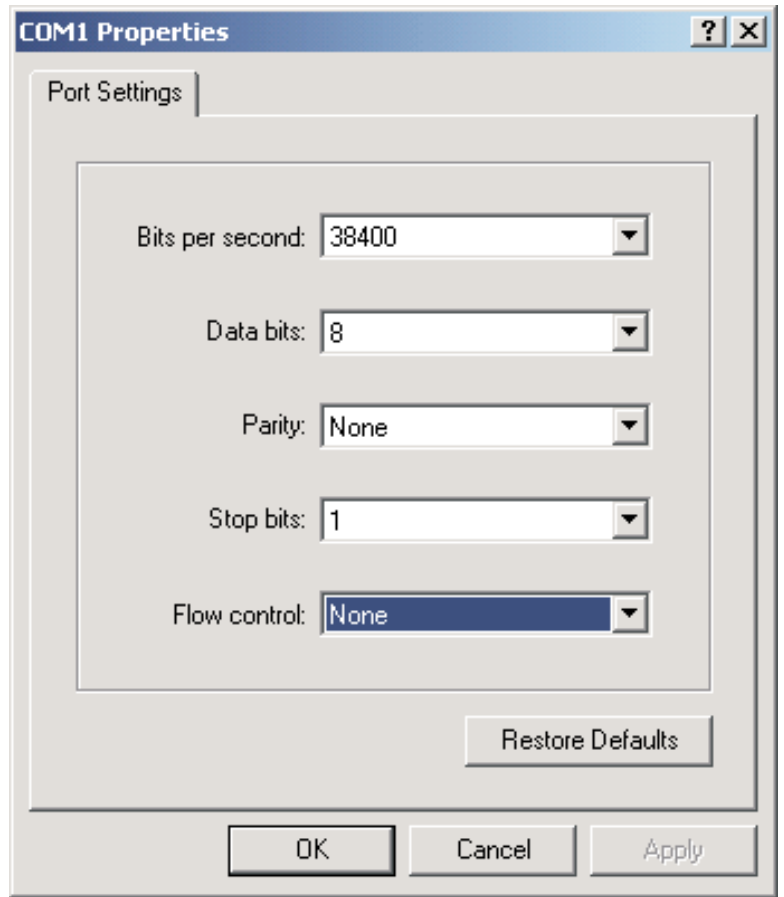 COM1 Properties
Port Settings
Bits per second: 38400
Data bits: 8
Parity: None
Stop bits: 1
Flow control: None
Restore Defaults
OK Cancel Apply